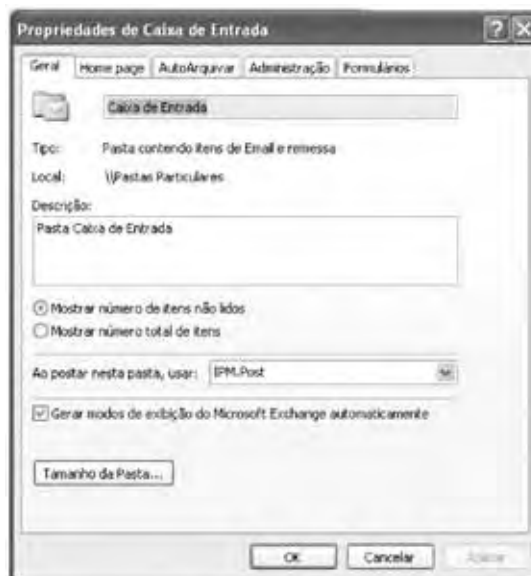 Propriedades de Caixa de Entrada
Geral Home page AutoArquivar Administração Formulários
Caixa de Entrada
Tipo: Pasta contendo itens de Email e remessa
Local: \\Pastas Particulares
Descrição:
Pasta Caixa de Entrada
Mostrar número de itens não lidos
Mostrar número total de itens
Ao postar nesta pasta, usar: IPM.Post
Gerar modos de exibição do Microsoft Exchange automaticamente
Tamanho da Pasta...
OK Cancelar Aplicar